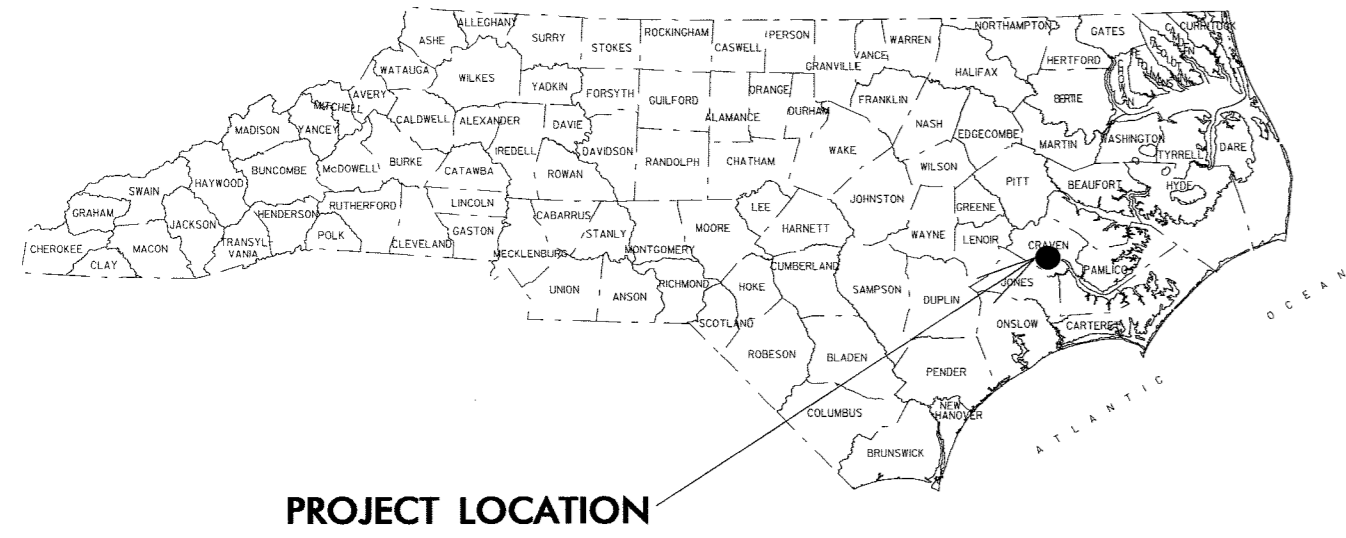 ALLEGHANY
ASHE
SURRY
STOKES
ROCKINGHAM
CASWELL
PERSON
GRANVILLE
VANCE
WARREN
NORTHAMPTON
GATES
CURRITUCK
CAMDEN
HERTFORD
HALIFAX
WATAUGA
WILKES
YADKIN
FORSYTH
GUILFORD
ORANGE
ALAMANCE
DURHAM
FRANKLIN
BERTIE
AVERY
MITCHELL
CALDWELL
ALEXANDER
DAVIE
NASH
EDGECOMBE
MARTIN
WASHINGTON
TYRRELL
DARE
MADISON
YANCEY
IREDELL
DAVIDSON
RANDOLPH
CHATHAM
WAKE
WILSON
BUNCOMBE
McDOWELL
BURKE
CATAWBA
ROWAN
PITT
BEAUFORT
HYDE
SWAIN
HAYWOOD
RUTHERFORD
LINCOLN
LEE
JOHNSTON
GREENE
GRAHAM
JACKSON
HENDERSON
CABARRUS
STANLY
MOORE
HARNETT
WAYNE
LENOIR
CRAVEN
CHEROKEE
MACON
TRANSYL
VANIA
POLK
CLEVELAND
GASTON
MECKLENBURG
MONTGOMERY
CLAY
CUMBERLAND
PAMLICO
UNION
ANSON
RICHMOND
HOKE
SAMPSON
DUPLIN
JONES
SCOTLAND
ONSLOW
CARTERET
ROBESON
BLADEN
PENDER
COLUMBUS
NEW
HANOVER
BRUNSWICK
ATLANTIC
OCEAN
PROJECT LOCATION